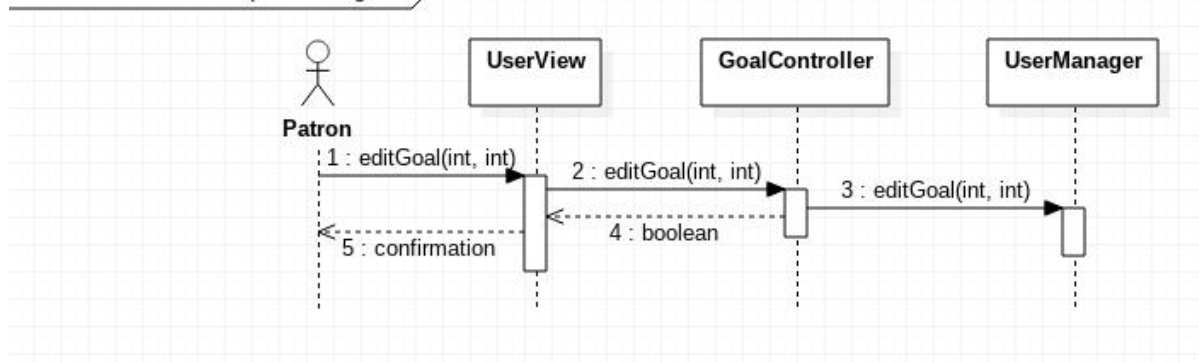 UserView
GoalController
UserManager
Patron
1 : editGoal(int, int)
2 : editGoal(int, int)
3 : editGoal(int, int)
4 : boolean
5 : confirmation